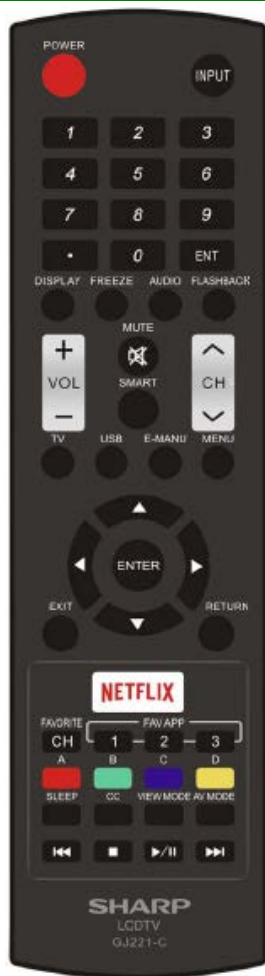 POWER
INPUT
1 2 3
4 5 6
7 8 9
• 0 ENT
DISPLAY FREEZE AUDIO FLASHBACK
MUTE
+ VOL −
SMART
CH
TV USB E-MANU MENU
ENTER
EXIT RETURN
NETFLIX
FAVORITE FAV APP
CH 1 2 3
A B C D
SLEEP CC VIEW MODE AV MODE
SHARP
LCDTV
GJ221-C